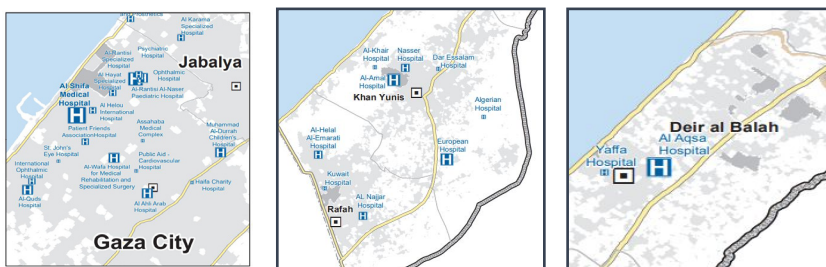 Al Karama
Specialized
Hospital
Al Rantisi
Specialized
Hospital
Psychiatric
Hospital
Jabalya
Al Hayat
Specialized
Hospital
Ophthalmic
Hospital
Al-Rantisi Al-Naser
Paediatric Hospital
Al Shifa
Medical
Hospital
Al Helou
International
Hospital
Patient Friends
AssociationHospital
Assahaba
Medical
Complex
Muhammad
Al-Durrah
Children's
Hospital
St. John's
Eye Hospital
International
Ophthalmic
Hospital
Al-Wafa Hospital
for Medical
Rehabilitation and
Specialized Surgery
Public Aid -
Cardiovascular
Hospital
Haifa Charity
Hospital
Al-Quds
Hospital
Al Ahli Arab
Hospital
Gaza City
Al-Khair
Hospital
Nasser
Hospital
Dar Essalam
Hospital
Al-Amal
Hospital
Khan Yunis
Algerian
Hospital
Al-Helal
Al-Emarati
Hospital
European
Hospital
Kuwait
Hospital
Rafah
AL Najjar
Hospital
Deir al Balah
Yaffa
Hospital
Al Aqsa
Hospital